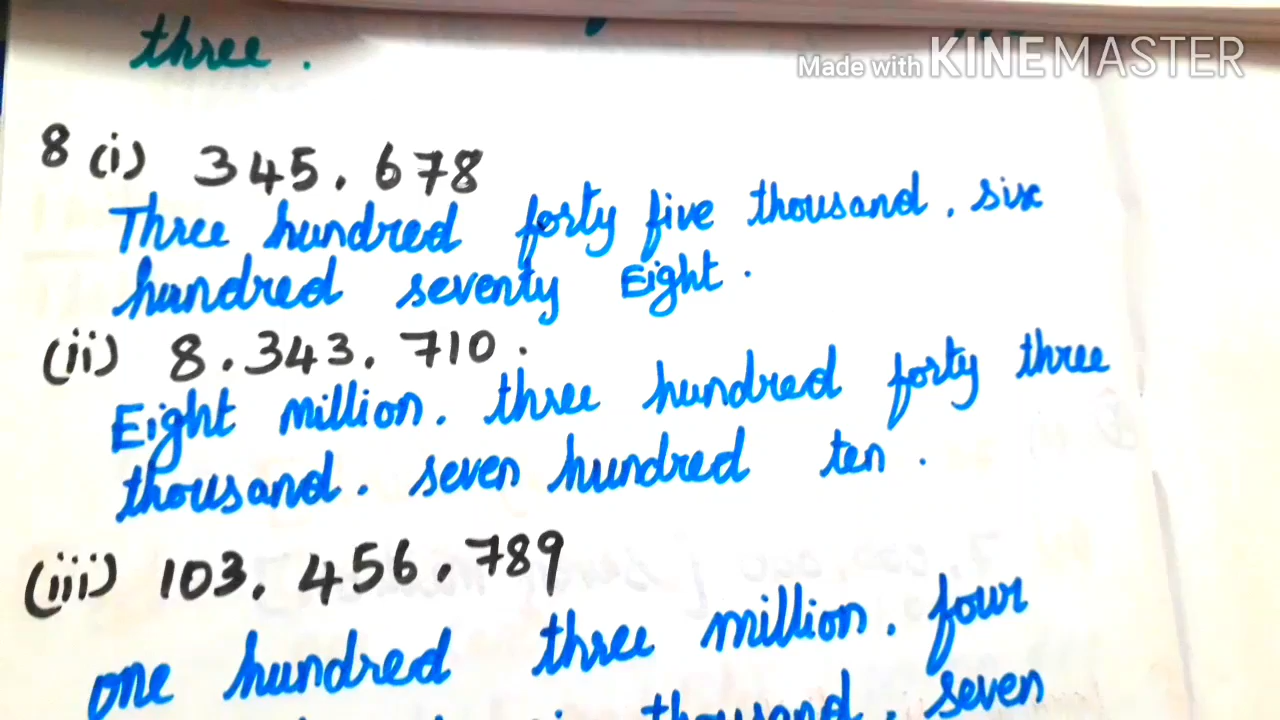 three.
Made with KINEMASTER
8 (i) 345.678
Three hundred forty five thousand. six
hundred seventy Eight.
(ii) 8.343.710.
Eight million. three hundred forty three
thousand. seven hundred ten.
(iii) 103.456.789
one hundred three million. four
thousand. seven